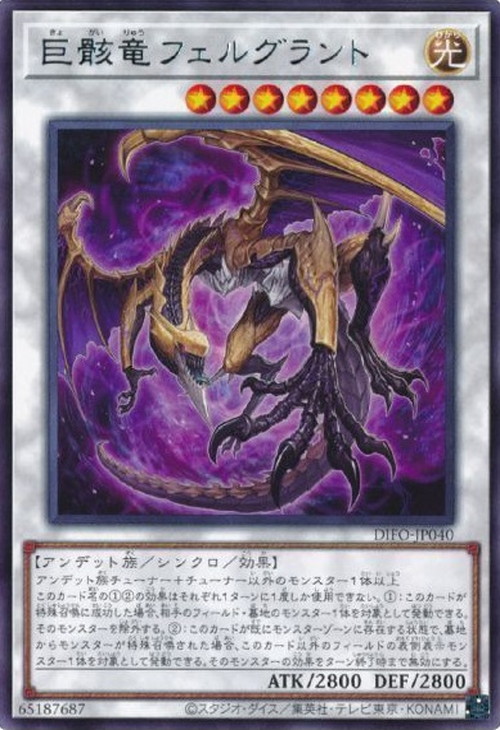 巨骸竜フェルグラント
光
DIFO-JP040
【アンデット族／シンクロ／効果】
アンデット族チューナー＋チューナー以外のモンスター1体以上
このカード名の①②の効果はそれぞれ1ターンに1度しか使用できない。①：このカードが
特殊召喚に成功した場合、相手のフィールド・墓地のモンスター1体を対象として発動できる。
そのモンスターを除外する。②：このカードが既にモンスターゾーンに存在する状態で、墓地
からモンスターが特殊召喚された場合、このカード以外のフィールドの表側表示モン
スター1体を対象として発動できる。そのモンスターの効果をターン終了時まで無効にする。
ATK/2800 DEF/2800
65187687 ©スタジオ・ダイス／集英社・テレビ東京・KONAMI